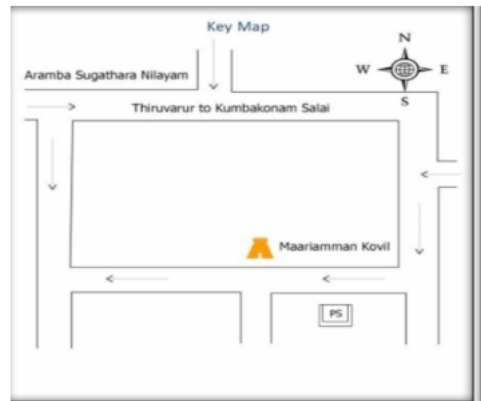 Key Map
N
Aramba Sugathara Nilayam
W
E
Thiruvarur to Kumbakonam Salai
S
Maariamman Kovil
PS